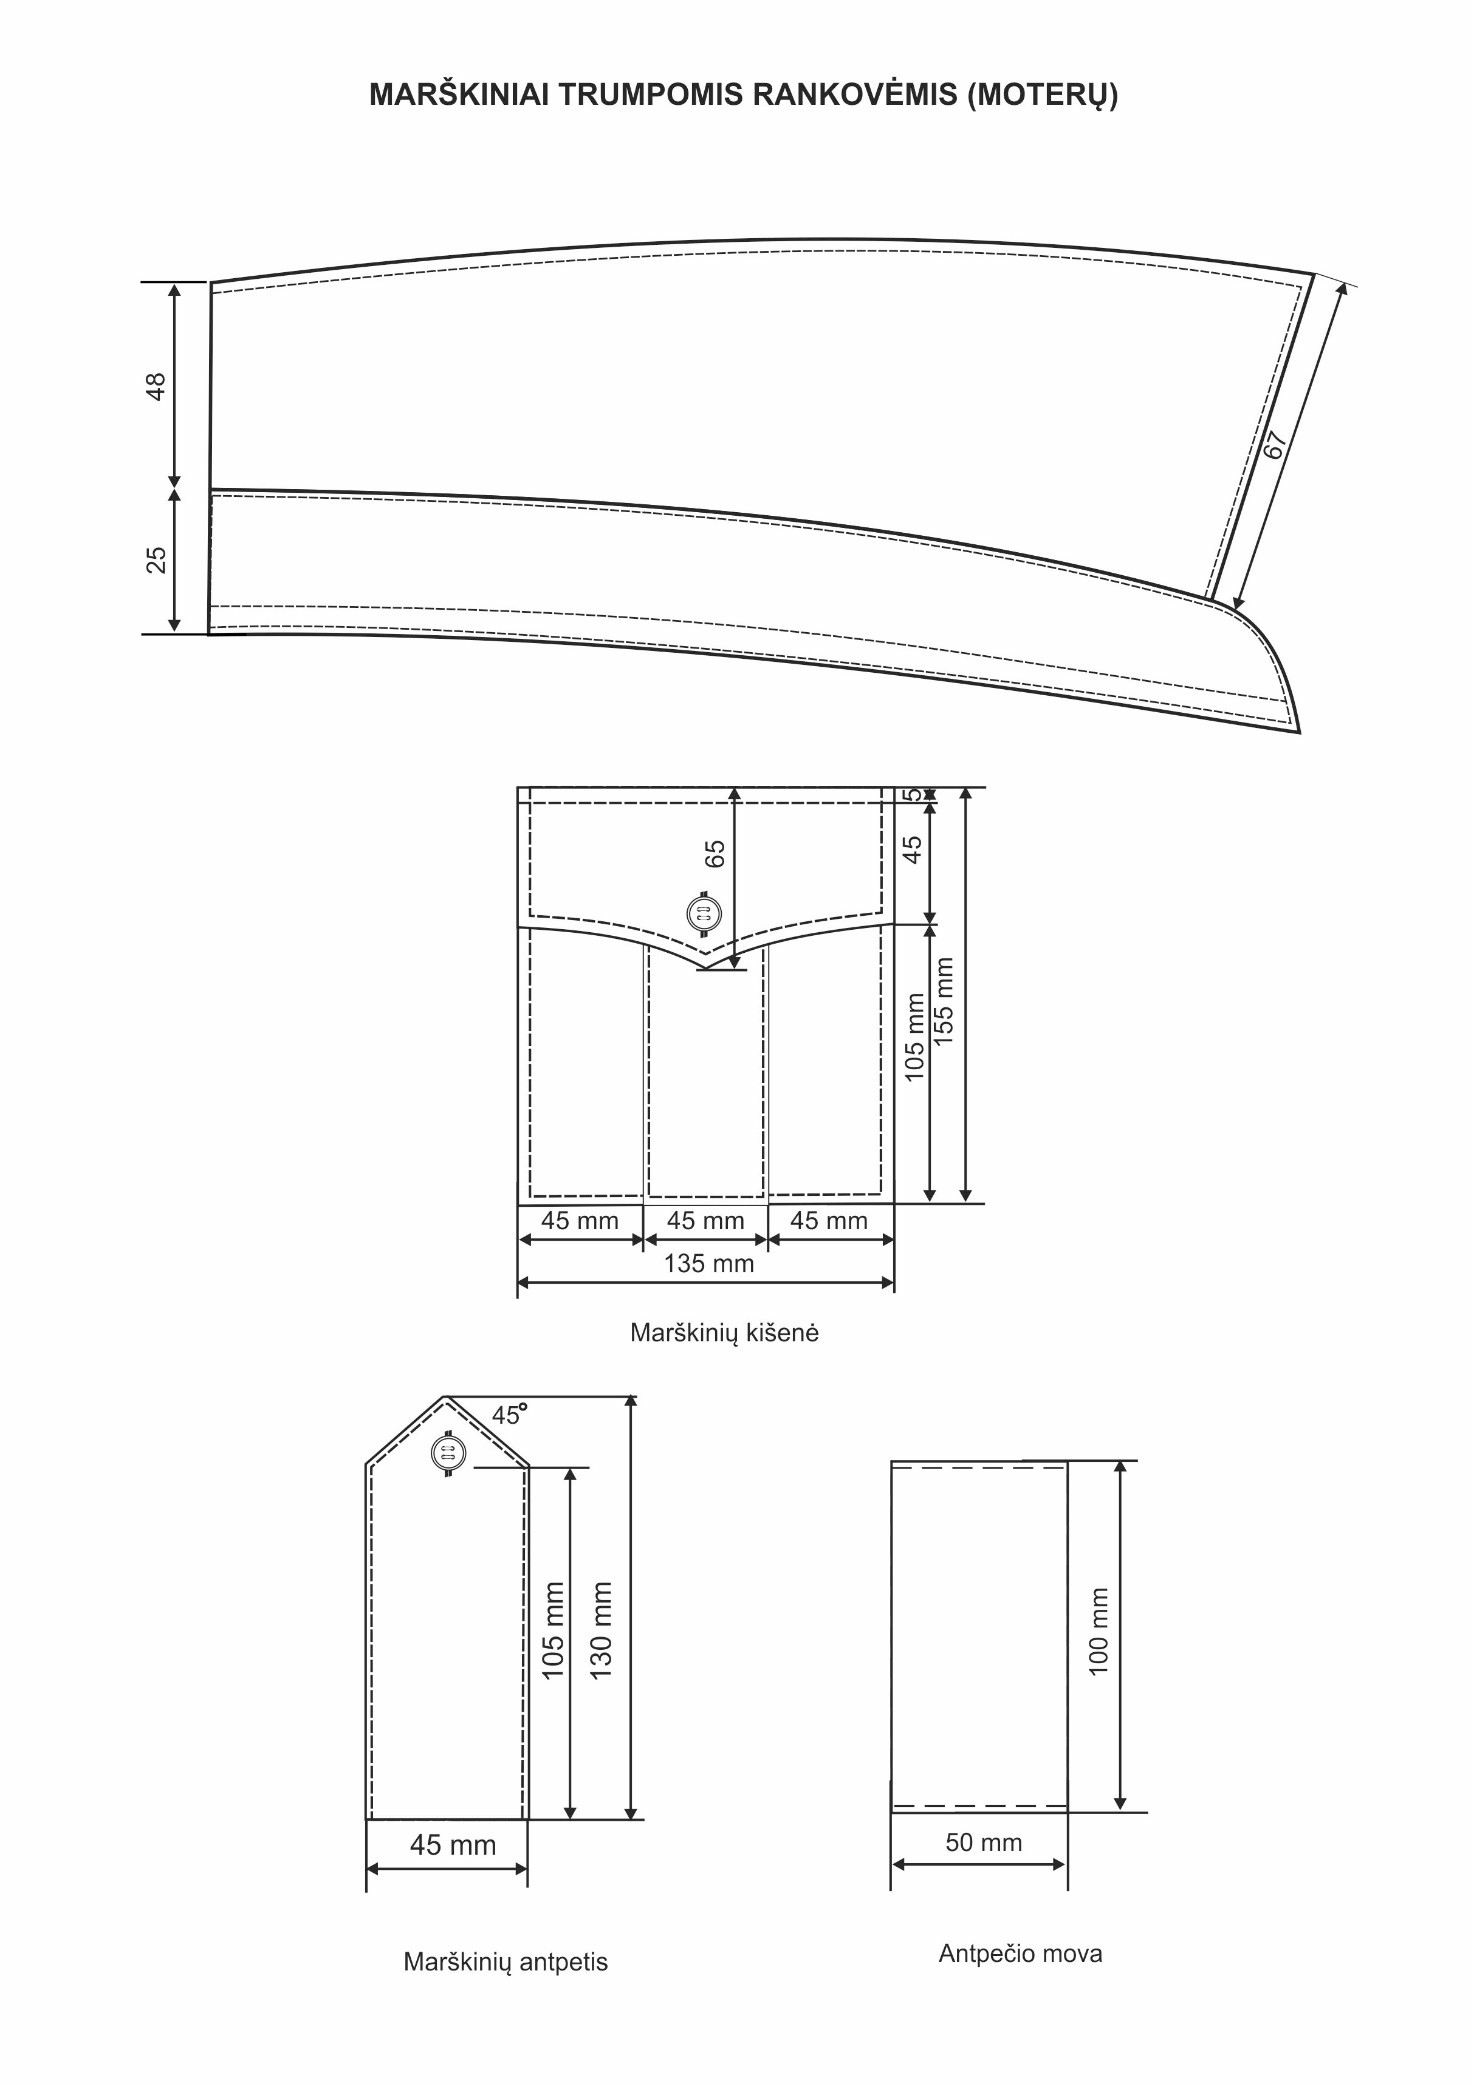 MARŠKINIAI TRUMPOMIS RANKOVĖMIS (MOTERŲ)
48
67
25
5
65
45
105 mm
155 mm
45 mm 45 mm 45 mm
135 mm
Marškinių kišenė
45°
105 mm
130 mm
100 mm
45 mm
50 mm
Marškinių antpetis
Antpečio mova